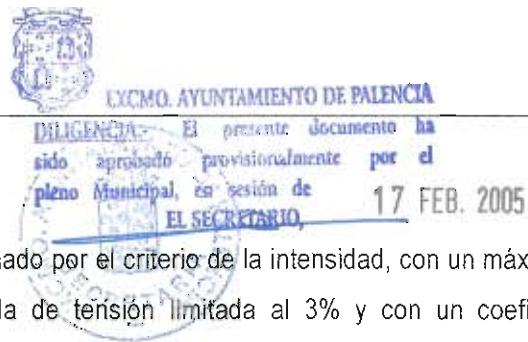 EXCMO. AYUNTAMIENTO DE PALENCIA
DILIGENCIA.- El presente documento ha
sido aprobado provisionalmente por el
pleno Municipal, en sesión de
17 FEB. 2005
EL SECRETARIO,
ado por el criterio de la intensidad, con un máx
a de tensión limitada al 3% y con un coefi